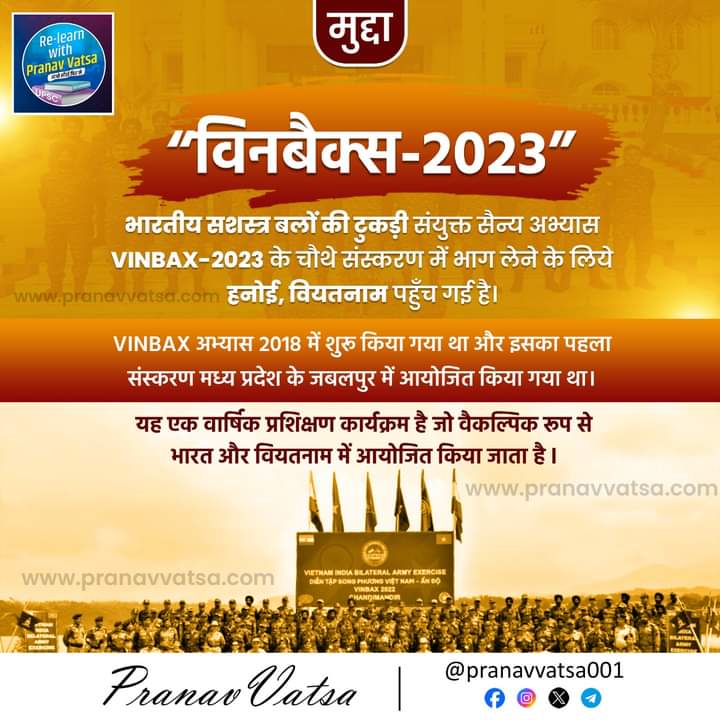 Re-learn
with
Pranav Vatsa
UPSC
मुद्दा
“विनबैक्स-2023”
भारतीय सशस्त्र बलों की टुकड़ी संयुक्त सैन्य अभ्यास
VINBAX-2023 के चौथे संस्करण में भाग लेने के लिये
www.pranavvatsa.com
हनोई, वियतनाम पहुँच गई है।
VINBAX अभ्यास 2018 में शुरू किया गया था और इसका पहला
संस्करण मध्य प्रदेश के जबलपुर में आयोजित किया गया था।
यह एक वार्षिक प्रशिक्षण कार्यक्रम है जो वैकल्पिक रूप से
भारत और वियतनाम में आयोजित किया जाता है ।
www.pranavvatsa.com
www.pranavvatsa.com
VIETNAM INDIA BILATERAL ARMY EXERCISE
DIỄN TẬP SONG PHƯƠNG VIỆT NAM - ẤN ĐỘ
VINBAX 2022
CHANDIMANDIR
Pranav Vatsa
@pranavvatsa001